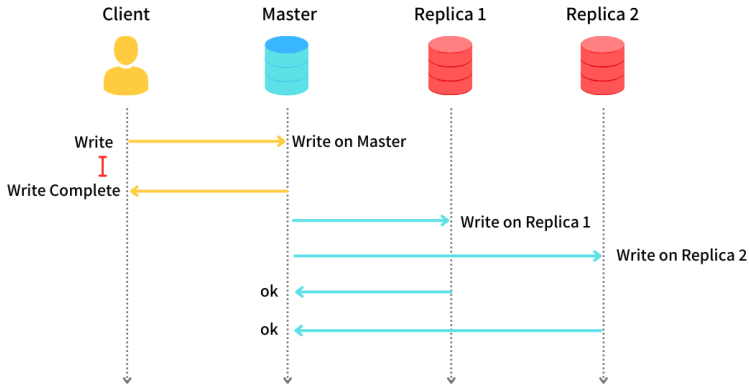 Client
Master
Replica 1
Replica 2
Write
Write on Master
Write Complete
Write on Replica 1
Write on Replica 2
ok
ok